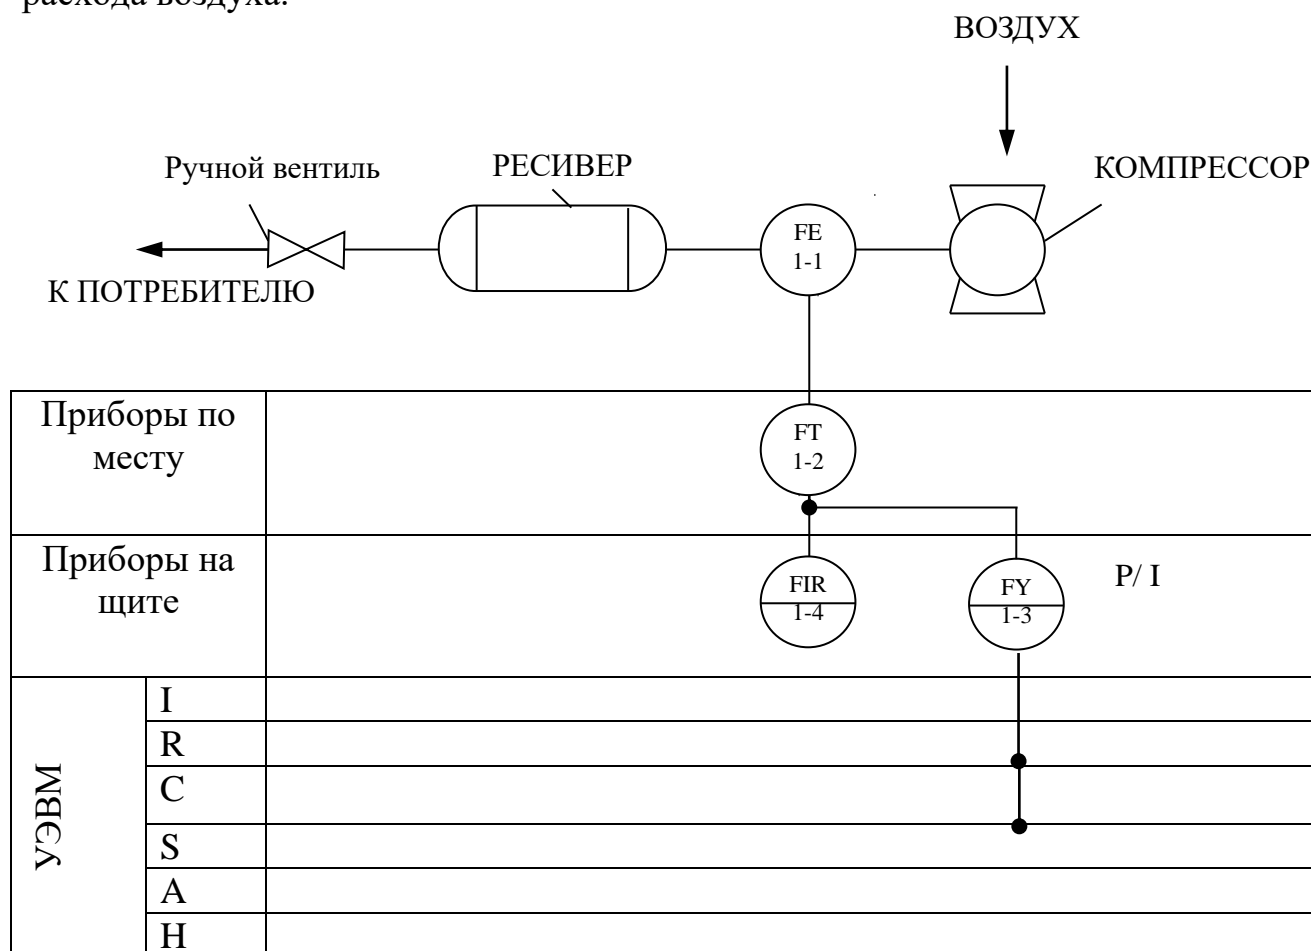 расхода воздуха.
ВОЗДУХ
Ручной вентиль
РЕСИВЕР
КОМПРЕССОР
FE
1-1
К ПОТРЕБИТЕЛЮ
Приборы по
месту
FT
1-2
Приборы на
щите
FIR
1-4
FY
1-3
P/ I
УЭВМ
I
R
C
S
A
H